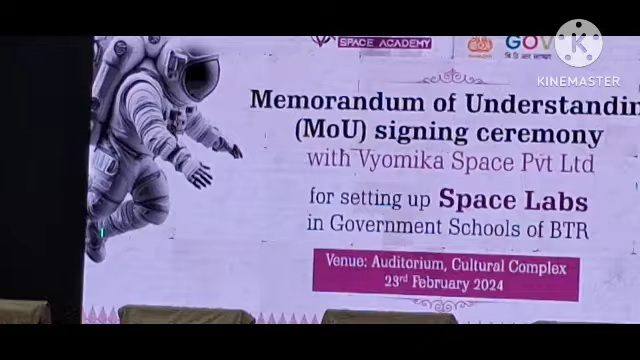 SPACE ACADEMY
GOV
KINEMASTER
Memorandum of Understandin
(MoU) signing ceremony
with Vyomika Space Pvt Ltd
for setting up Space Labs
in Government Schools of BTR
Venue: Auditorium, Cultural Complex
23rd February 2024